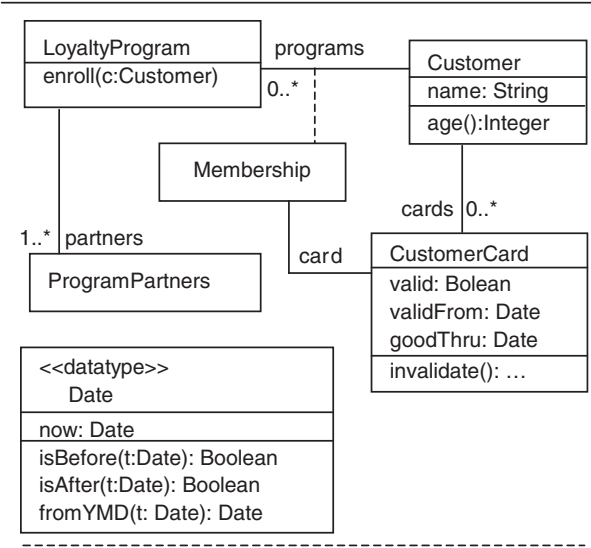 LoyaltyProgram
enroll(c:Customer)
programs
0..*
Customer
name: String
age():Integer
Membership
cards 0..*
1..* partners
ProgramPartners
card
CustomerCard
valid: Bolean
validFrom: Date
goodThru: Date
invalidate(): …
<<datatype>>
Date
now: Date
isBefore(t:Date): Boolean
isAfter(t:Date): Boolean
fromYMD(t: Date): Date